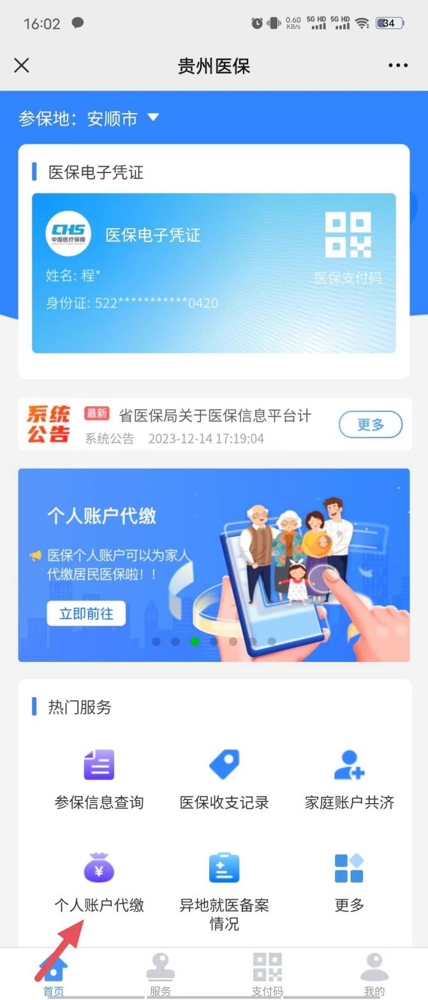 16:02
0.60
KB/s
5G HD
5G HD
34
贵州医保
参保地：安顺市
医保电子凭证
CHS
中国医疗保障
医保电子凭证
姓名: 程*
医保支付码
身份证: 522***********0420
系统
公告
最新
省医保局关于医保信息平台计
系统公告 2023-12-14 17:19:04
更多
个人账户代缴
医保个人账户可以为家人
代缴居民医保啦！！
立即前往
热门服务
参保信息查询
医保收支记录
家庭账户共济
¥
个人账户代缴
异地就医备案
情况
更多
首页
服务
支付码
我的